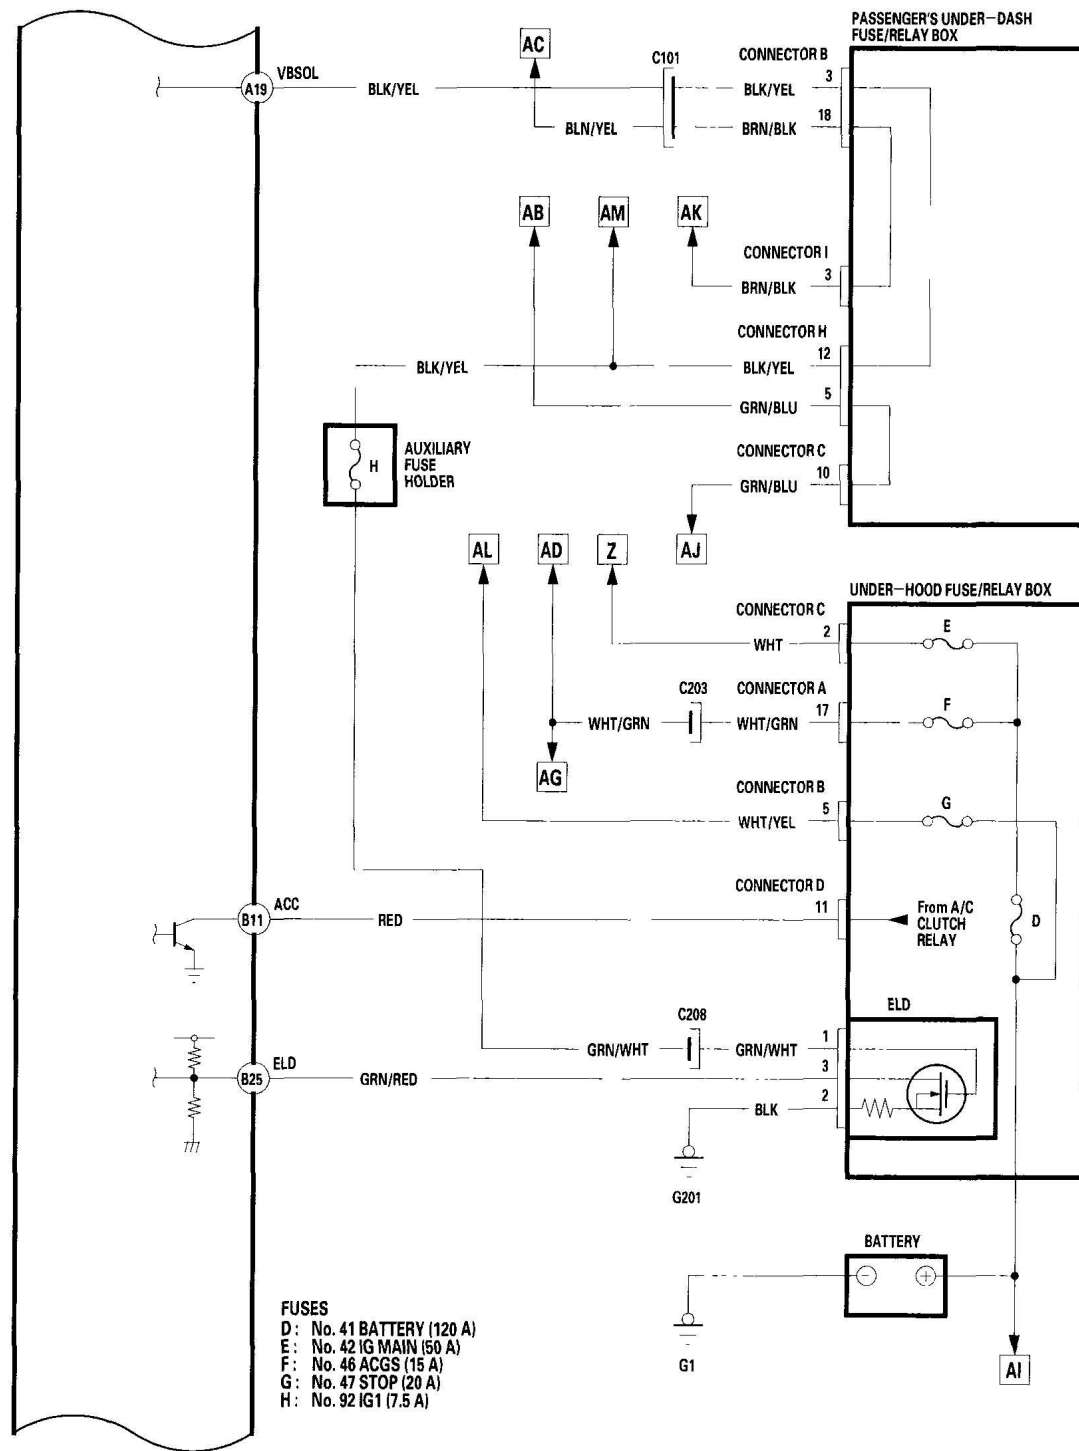 PASSENGER'S UNDER-DASH
FUSE/RELAY BOX
AC
C101
CONNECTOR B
A19
VBSOL
BLK/YEL
BLK/YEL
3
BLN/YEL
BRN/BLK
18
AB
AM
AK
CONNECTOR I
BRN/BLK
3
CONNECTOR H
BLK/YEL
BLK/YEL
12
GRN/BLU
5
H
AUXILIARY
FUSE
HOLDER
CONNECTOR C
GRN/BLU
10
AL
AD
Z
AJ
UNDER-HOOD FUSE/RELAY BOX
CONNECTOR C
WHT
2
E
C203
CONNECTOR A
WHT/GRN
WHT/GRN
17
F
AG
CONNECTOR B
WHT/YEL
5
G
CONNECTOR D
B11
ACC
RED
11
From A/C
CLUTCH
RELAY
D
ELD
C208
GRN/WHT
GRN/WHT
1
B25
ELD
GRN/RED
3
BLK
2
G201
BATTERY
− +
G1
AI
FUSES
D: No. 41 BATTERY (120 A)
E: No. 42 IG MAIN (50 A)
F: No. 46 ACGS (15 A)
G: No. 47 STOP (20 A)
H: No. 92 IG1 (7.5 A)